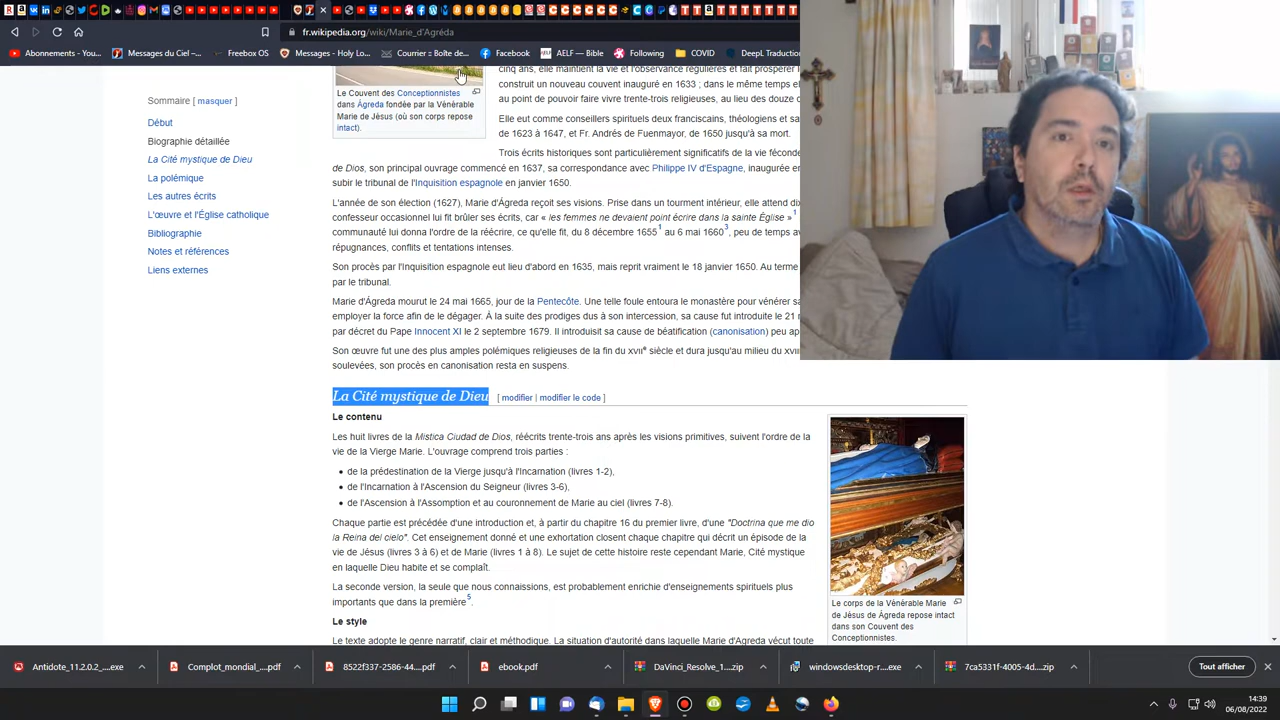 fr.wikipedia.org/wiki/Marie_d'Agréda
Abonnements - You...
Messages du Ciel –...
Freebox OS
Messages - Holy Lo...
Courrier :: Boîte de...
Facebook
AELF — Bible
Following
COVID
Deepl. Traduction
Sommaire [ masquer ]
Début
Biographie détaillée
La Cité mystique de Dieu
La polémique
Les autres écrits
L'œuvre et l'Église catholique
Bibliographie
Notes et références
Liens externes
Le Couvent des Conceptionnistes
dans Ágreda fondée par la Vénérable
Marie de Jésus (où son corps repose
intact).
cinq ans, elle maintient la vie et l'observance régulières et fait prospérer
construit un nouveau couvent inauguré en 1633 ; dans le même temps e
au point de pouvoir faire vivre trente-trois religieuses, au lieu des douze
Elle eut comme conseillers spirituels deux franciscains, théologiens et sa
de 1623 à 1647, et Fr. Andrés de Fuenmayor, de 1650 jusqu'à sa mort.
Trois écrits historiques sont particulièrement significatifs de la vie féconde
de Dios, son principal ouvrage commencé en 1637, sa correspondance avec Philippe IV d'Espagne, inaugurée en
subir le tribunal de l'Inquisition espagnole en janvier 1650.
L'année de son élection (1627), Marie d'Ágreda reçoit ses visions. Prise dans un tourment intérieur, elle attend dix
confesseur occasionnel lui fit brûler ses écrits, car « les femmes ne devaient point écrire dans la sainte Église »1
communauté lui donna l'ordre de la réécrire, ce qu'elle fit, du 8 décembre 16551 au 6 mai 16603, peu de temps av
répugnances, conflits et tentations intenses.
Son procès par l'Inquisition espagnole eut lieu d'abord en 1635, mais reprit vraiment le 18 janvier 1650. Au terme
par le tribunal.
Marie d'Ágreda mourut le 24 mai 1665, jour de la Pentecôte. Une telle foule entoura le monastère pour vénérer sa
employer la force afin de le dégager. À la suite des prodiges dus à son intercession, sa cause fut introduite le 21
par décret du Pape Innocent XI le 2 septembre 1679. Il introduisit sa cause de béatification (canonisation) peu ap
Son œuvre fut une des plus amples polémiques religieuses de la fin du XVIIe siècle et dura jusqu'au milieu du XVIII
soulevées, son procès en canonisation resta en suspens.
La Cité mystique de Dieu [ modifier | modifier le code ]
Le contenu
Les huit livres de la Mistica Ciudad de Dios, réécrits trente-trois ans après les visions primitives, suivent l'ordre de la
vie de la Vierge Marie. L'ouvrage comprend trois parties :
• de la prédestination de la Vierge jusqu'à l'Incarnation (livres 1-2),
• de l'Incarnation à l'Ascension du Seigneur (livres 3-6),
• de l'Ascension à l'Assomption et au couronnement de Marie au ciel (livres 7-8).
Chaque partie est précédée d'une introduction et, à partir du chapitre 16 du premier livre, d'une "Doctrina que me dio
la Reina del cielo". Cet enseignement donné et une exhortation closent chaque chapitre qui décrit un épisode de la
vie de Jésus (livres 3 à 6) et de Marie (livres 1 à 8). Le sujet de cette histoire reste cependant Marie, Cité mystique
en laquelle Dieu habite et se complaît.
La seconde version, la seule que nous connaissions, est probablement enrichie d'enseignements spirituels plus
importants que dans la première5.
Le style
Le texte adopte le genre narratif, clair et méthodique. La situation d'autorité dans laquelle Marie d'Agreda vécut toute
Le corps de la Vénérable Marie
de Jésus de Ágreda repose intact
dans son Couvent des
Conceptionnistes.
Antidote_11.2.0.2_....exe
Complot_mondial_....pdf
8522f337-2586-44....pdf
ebook.pdf
DaVinci_Resolve_1....zip
windowsdesktop-r....exe
7ca5331f-4005-4d....zip
Tout afficher
14:39
06/08/2022